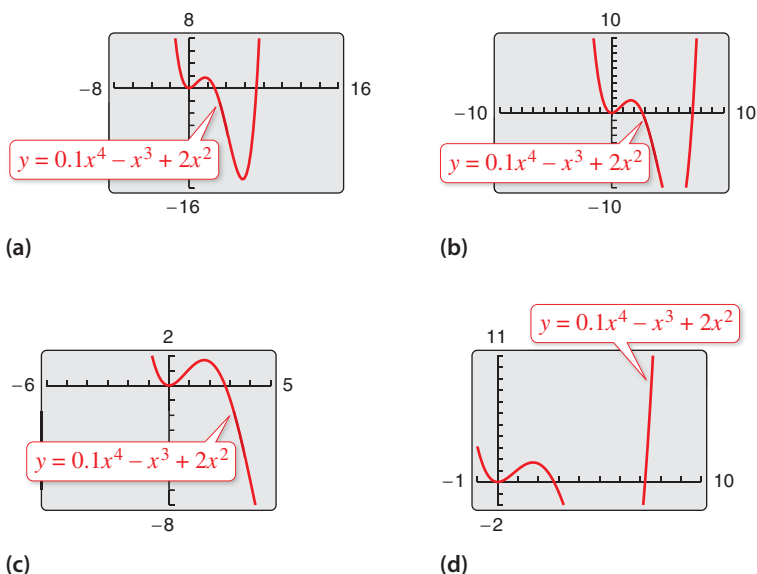 8
−8
16
y = 0.1x⁴ − x³ + 2x²
−16
(a)
10
−10
10
y = 0.1x⁴ − x³ + 2x²
−10
(b)
2
−6
5
y = 0.1x⁴ − x³ + 2x²
−8
(c)
y = 0.1x⁴ − x³ + 2x²
11
−1
10
−2
(d)